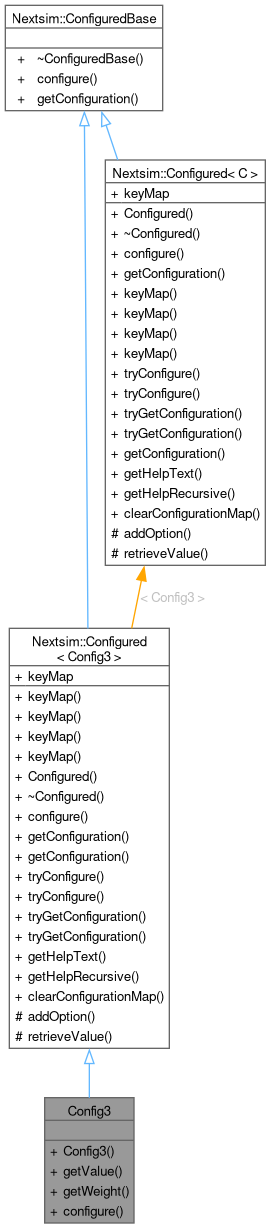 Nextsim::ConfiguredBase
+ ~ConfiguredBase()
+ configure()
+ getConfiguration()
Nextsim::Configured< C >
+ keyMap
+ Configured()
+ ~Configured()
+ configure()
+ getConfiguration()
+ keyMap()
+ keyMap()
+ keyMap()
+ keyMap()
+ tryConfigure()
+ tryConfigure()
+ tryGetConfiguration()
+ tryGetConfiguration()
+ getConfiguration()
+ getHelpText()
+ getHelpRecursive()
+ clearConfigurationMap()
# addOption()
# retrieveValue()
< Config3 >
Nextsim::Configured
< Config3 >
+ keyMap
+ keyMap()
+ keyMap()
+ keyMap()
+ keyMap()
+ Configured()
+ ~Configured()
+ configure()
+ getConfiguration()
+ getConfiguration()
+ tryConfigure()
+ tryConfigure()
+ tryGetConfiguration()
+ tryGetConfiguration()
+ getHelpText()
+ getHelpRecursive()
+ clearConfigurationMap()
# addOption()
# retrieveValue()
Config3
+ Config3()
+ getValue()
+ getWeight()
+ configure()